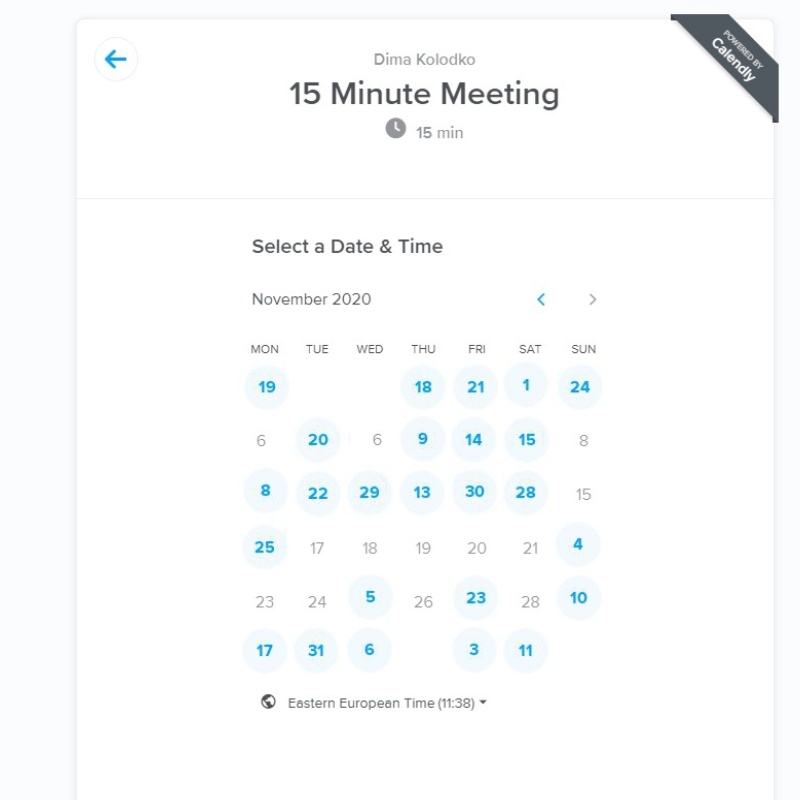 POWERED BY
Calendly
Dima Kolodko
15 Minute Meeting
15 min
Select a Date & Time
November 2020
MON TUE WED THU FRI SAT SUN
19 18 21 1 24
6 20 6 9 14 15 8
8 22 29 13 30 28 15
25 17 18 19 20 21 4
23 24 5 26 23 28 10
17 31 6 3 11
Eastern European Time (11:38)